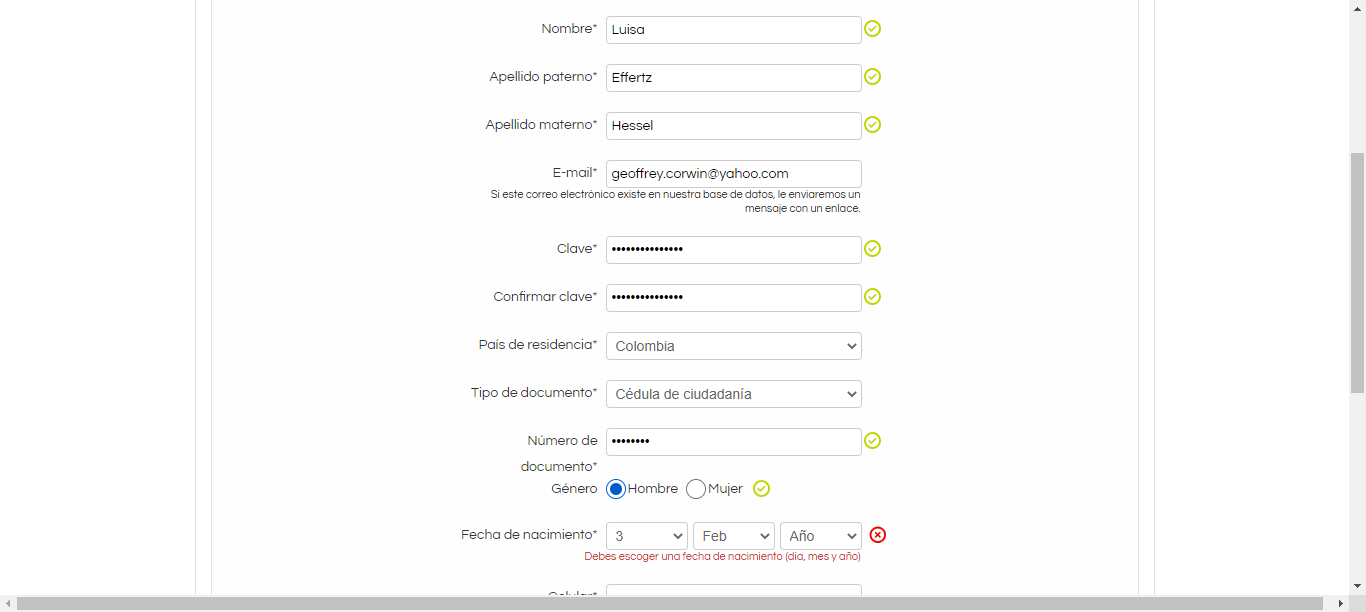 Nombre* Luisa
Apellido paterno* Effertz
Apellido materno* Hessel
E-mail* geoffrey.corwin@yahoo.com
Si este correo electrónico existe en nuestra base de datos, le enviaremos un
mensaje con un enlace.
Clave* •••••••••••••••
Confirmar clave* •••••••••••••••
País de residencia* Colombia
Tipo de documento* Cédula de ciudadanía
Número de
documento* ••••••••
Género Hombre Mujer
Fecha de nacimiento* 3 Feb Año
Debes escoger una fecha de nacimiento (dia, mes y año)
Celular*